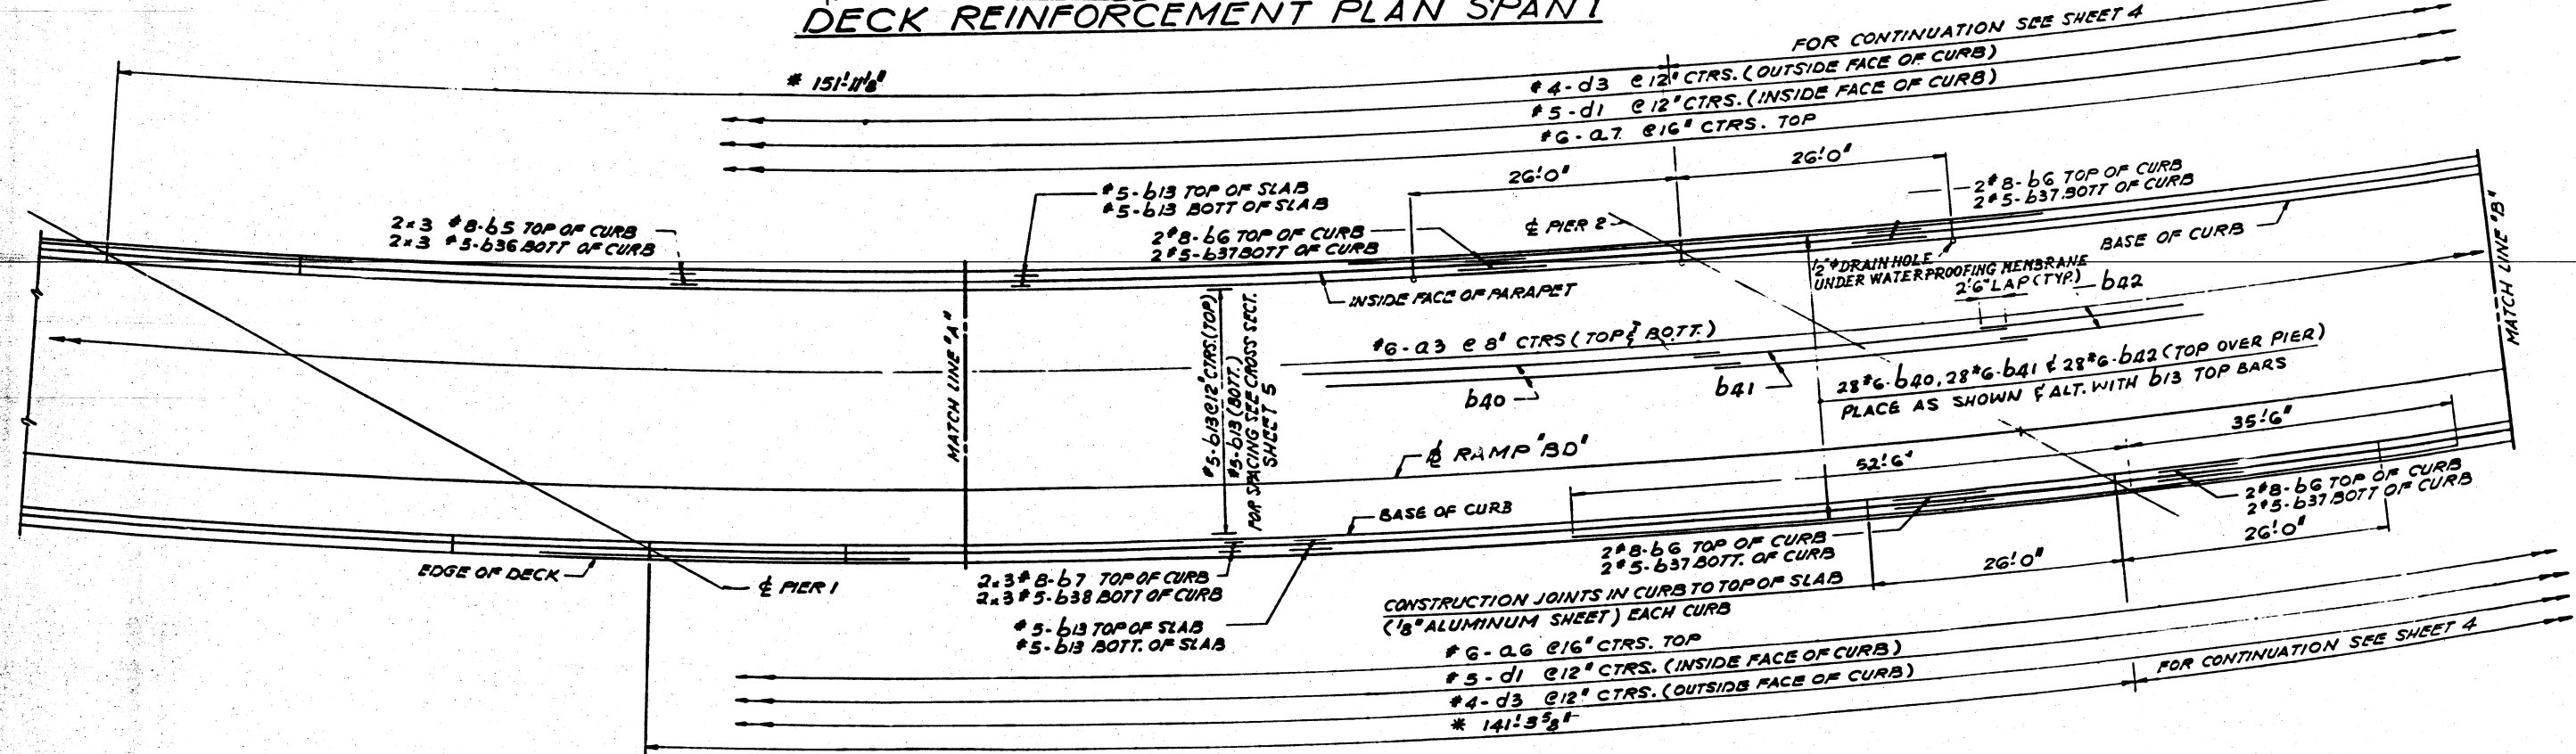 DECK REINFORCEMENT PLAN SPAN 1
FOR CONTINUATION SEE SHEET 4
* 151'-11⅛"
#4-d3 @ 12" CTRS. (OUTSIDE FACE OF CURB)
#5-d1 @ 12" CTRS. (INSIDE FACE OF CURB)
#6-a7 @ 16" CTRS. TOP
26'-0"
26'-0"
#5-b13 TOP OF SLAB
#5-b13 BOTT OF SLAB
2#8-b6 TOP OF CURB
2#5-b37 BOTT OF CURB
2x3 #8-b5 TOP OF CURB
2x3 #5-b36 BOTT OF CURB
2#8-b6 TOP OF CURB
2#5-b37 BOTT OF CURB
℄ PIER 2
BASE OF CURB
MATCH LINE "B"
½"⌀ DRAIN HOLE
UNDER WATERPROOFING MEMBRANE
2'-6" LAP (TYP.)
b42
INSIDE FACE OF PARAPET
MATCH LINE "A"
#5-b13@12" CTRS.(TOP)
#5-b13 (BOTT.)
FOR SPACING SEE CROSS SECT.
SHEET 5
#6-a3 @ 8" CTRS (TOP & BOTT.)
b40
b41
28#6-b40, 28#6-b41 & 28#6-b42 (TOP OVER PIER)
PLACE AS SHOWN & ALT. WITH b13 TOP BARS
35'-6"
℄ RAMP "BD"
52'-6"
BASE OF CURB
2#8-b6 TOP OF CURB
2#5-b37 BOTT OF CURB
26'-0"
EDGE OF DECK
℄ PIER 1
2x3#8-b7 TOP OF CURB
2x3#5-b38 BOTT OF CURB
2#8-b6 TOP OF CURB
2#5-b37 BOTT. OF CURB
26'-0"
CONSTRUCTION JOINTS IN CURB TO TOP OF SLAB
(⅛" ALUMINUM SHEET) EACH CURB
#5-b13 TOP OF SLAB
#5-b13 BOTT. OF SLAB
#6-a6 @16" CTRS. TOP
#5-d1 @12" CTRS. (INSIDE FACE OF CURB)
#4-d3 @12" CTRS. (OUTSIDE FACE OF CURB)
* 141'-3⅝"
FOR CONTINUATION SEE SHEET 4